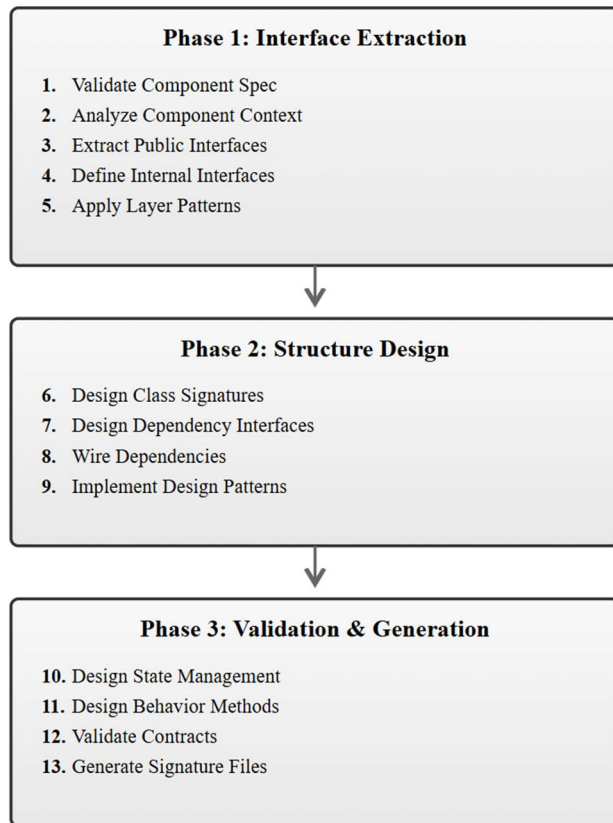 Phase 1: Interface Extraction
1. Validate Component Spec
2. Analyze Component Context
3. Extract Public Interfaces
4. Define Internal Interfaces
5. Apply Layer Patterns
Phase 2: Structure Design
6. Design Class Signatures
7. Design Dependency Interfaces
8. Wire Dependencies
9. Implement Design Patterns
Phase 3: Validation & Generation
10. Design State Management
11. Design Behavior Methods
12. Validate Contracts
13. Generate Signature Files